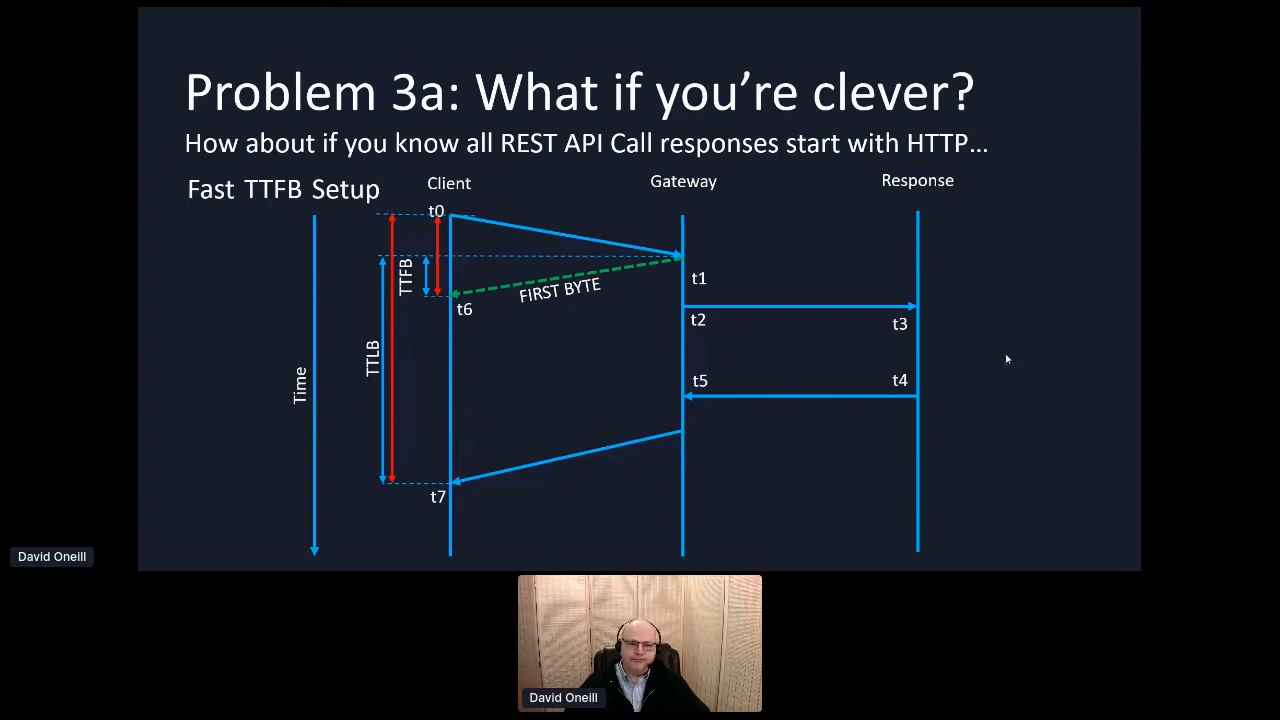 Problem 3a: What if you're clever?
How about if you know all REST API Call responses start with HTTP…
Fast TTFB Setup
Client
Gateway
Response
t0
TTFB
FIRST BYTE
t1
t6
t2
t3
TTLB
Time
t5
t4
t7
David Oneill
David Oneill